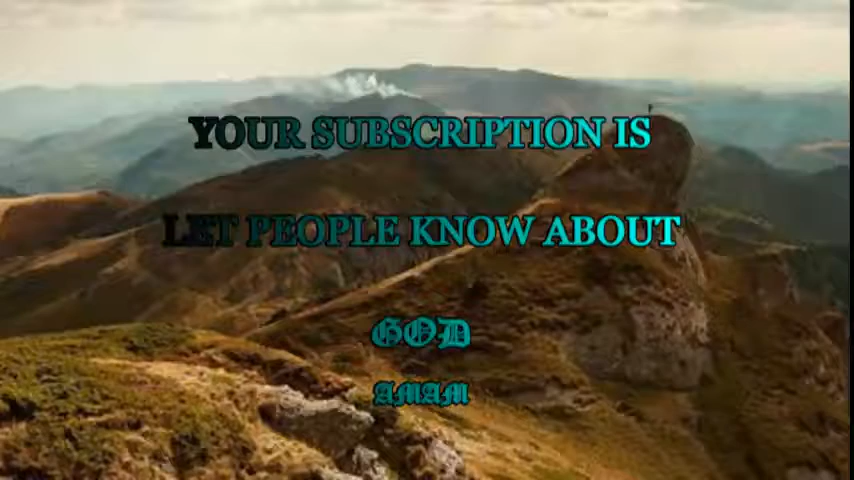 YOUR SUBSCRIPTION IS
LET PEOPLE KNOW ABOUT
GOD
AMAM